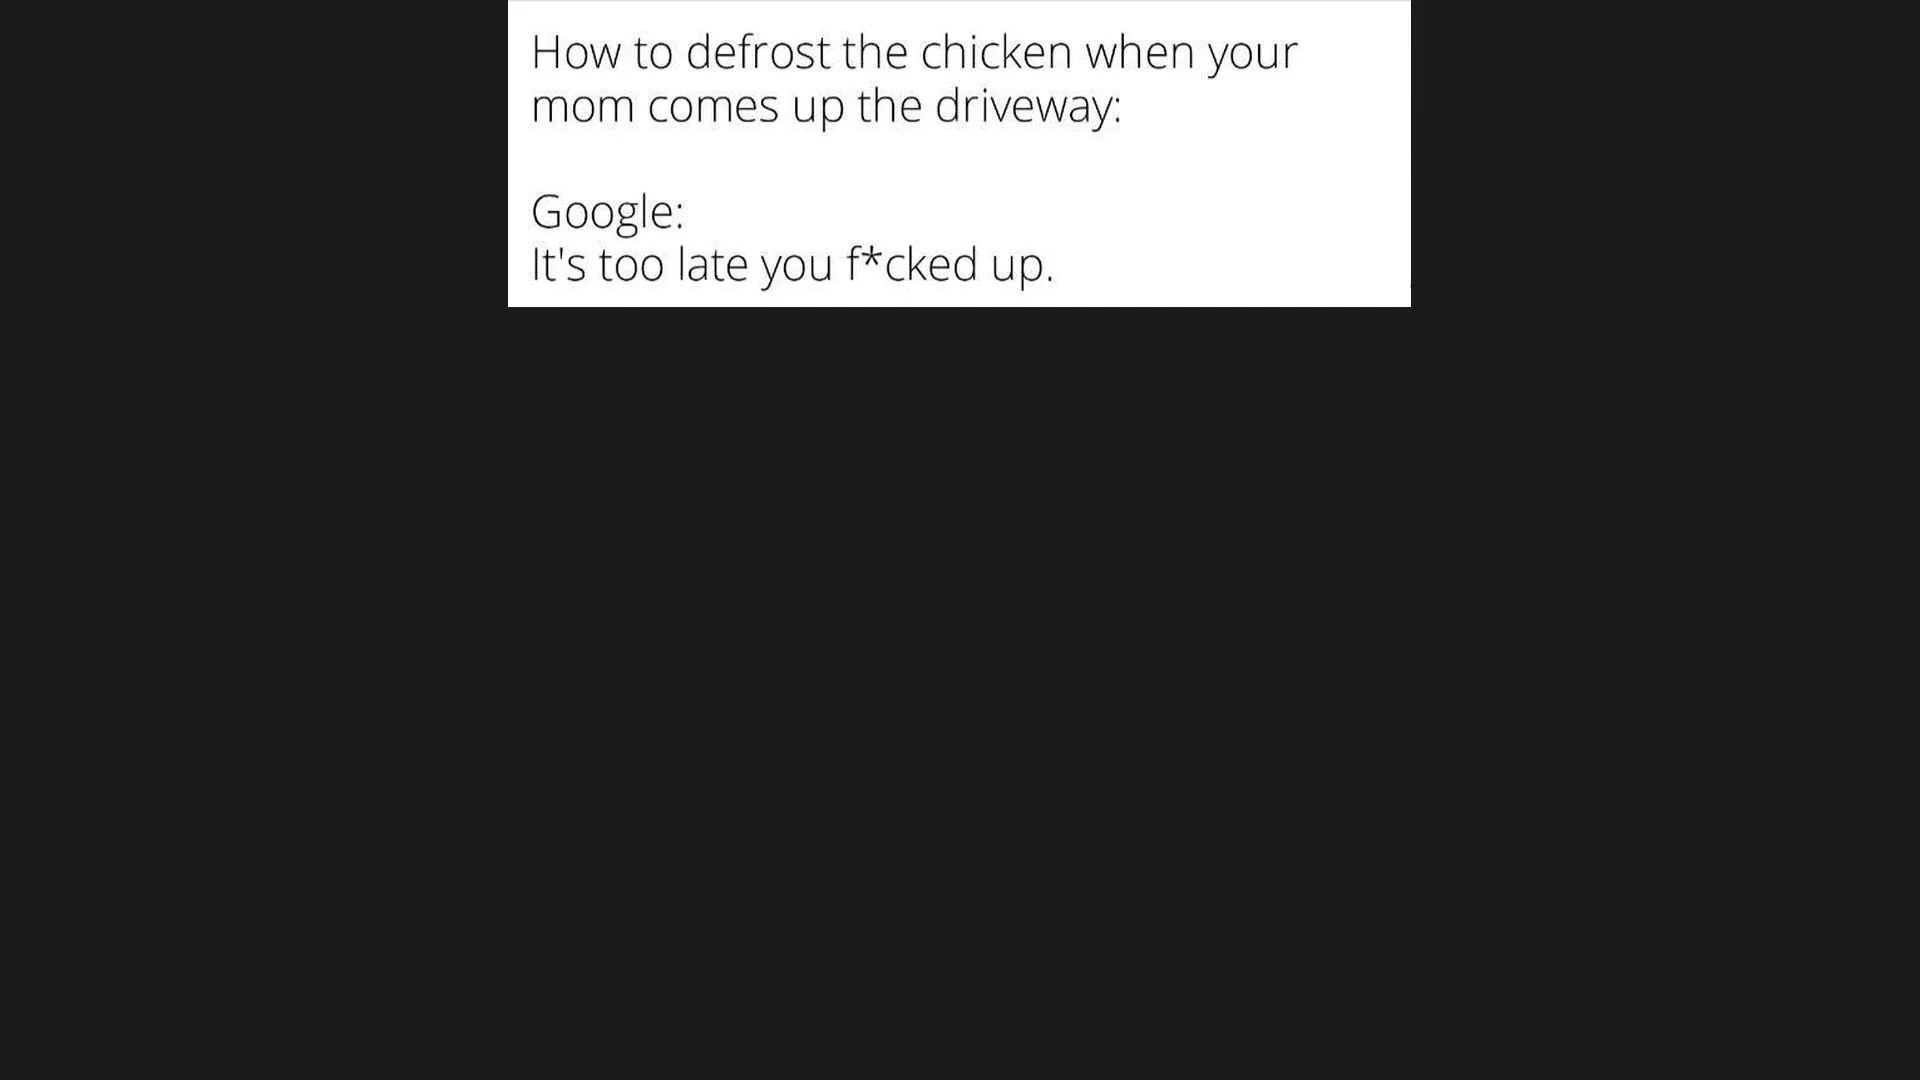 How to defrost the chicken when your
mom comes up the driveway:
Google:
It's too late you f*cked up.